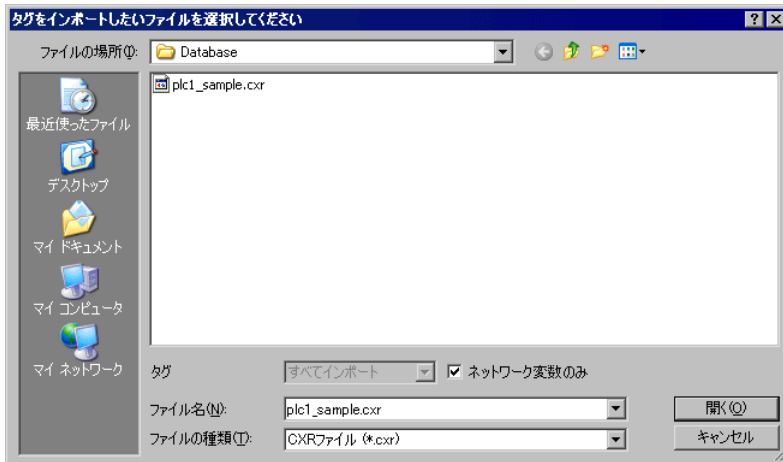 タグをインポートしたいファイルを選択してください
ファイルの場所(I): Database
plc1_sample.cxr
最近使ったファイル
デスクトップ
マイ ドキュメント
マイ コンピュータ
マイ ネットワーク
タグ すべてインポート ネットワーク変数のみ
ファイル名(N): plc1_sample.cxr 開く(O)
ファイルの種類(T): CXRファイル (*.cxr) キャンセル